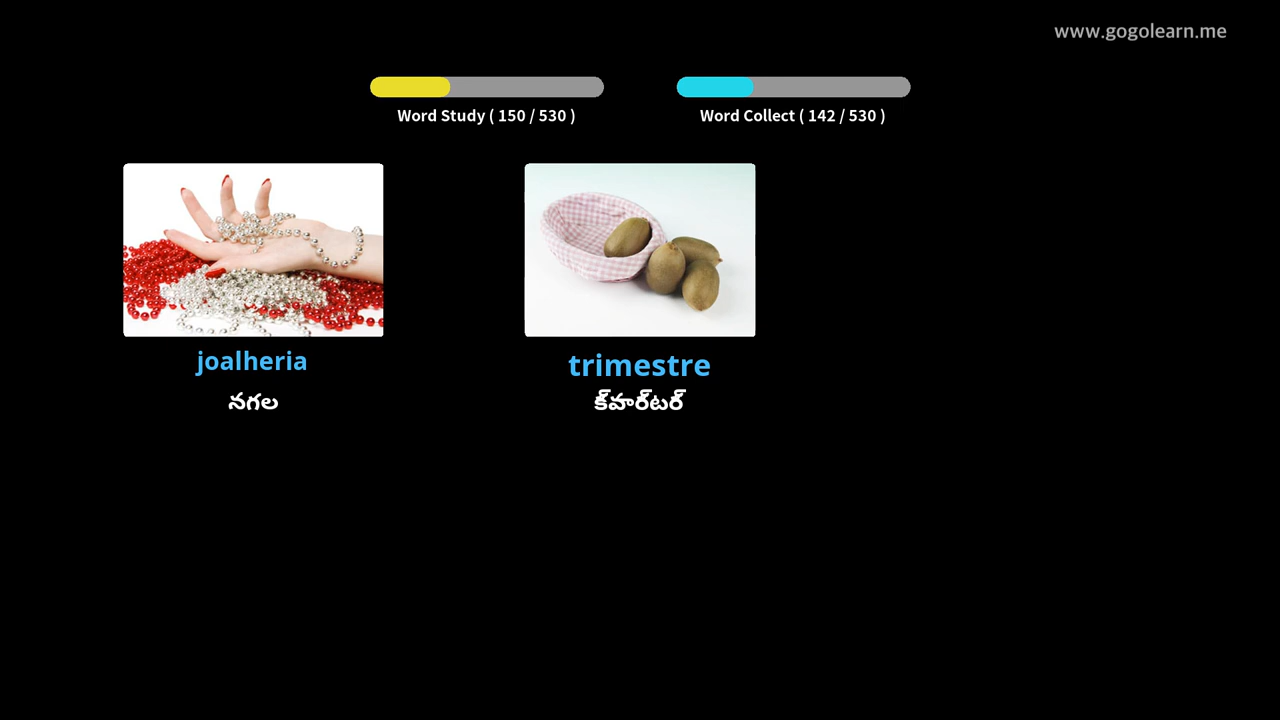 www.gogolearn.me
Word Study ( 150 / 530 )
Word Collect ( 142 / 530 )
joalheria
నగల
trimestre
క్‌వార్‌టర్